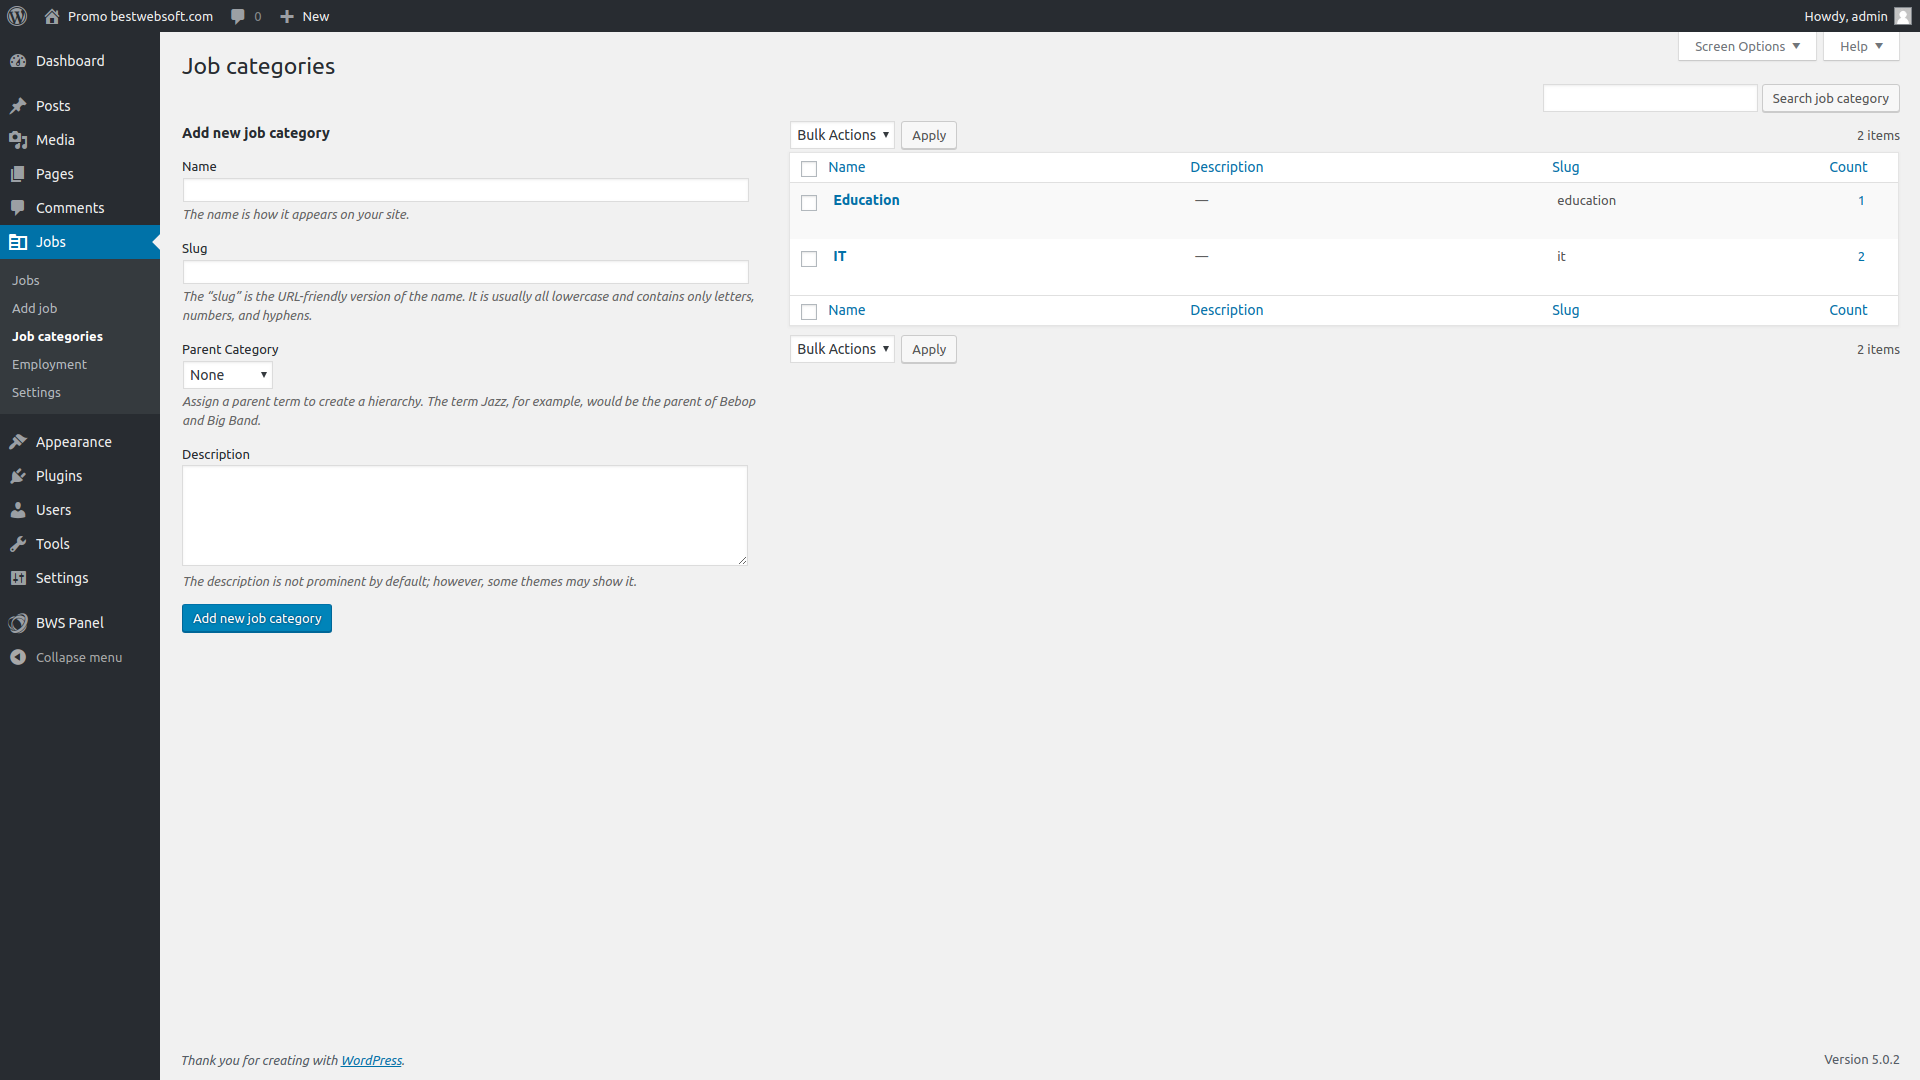 Promo bestwebsoft.com 0 New Howdy, admin
Screen Options Help
Dashboard
Posts
Media
Pages
Comments
Jobs
Jobs
Add job
Job categories
Employment
Settings
Appearance
Plugins
Users
Tools
Settings
BWS Panel
Collapse menu
Job categories
Search job category
Add new job category
Name
The name is how it appears on your site.
Slug
The “slug” is the URL-friendly version of the name. It is usually all lowercase and contains only letters,
numbers, and hyphens.
Parent Category
None
Assign a parent term to create a hierarchy. The term Jazz, for example, would be the parent of Bebop
and Big Band.
Description
The description is not prominent by default; however, some themes may show it.
Add new job category
Bulk Actions Apply 2 items
Name Description Slug Count
Education — education 1
IT — it 2
Name Description Slug Count
Bulk Actions Apply 2 items
Thank you for creating with WordPress.
Version 5.0.2